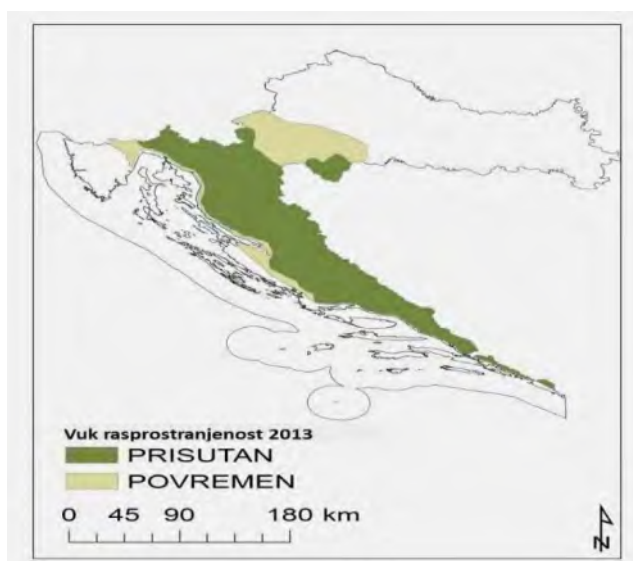 Vuk rasprostranjenost 2013
PRISUTAN
POVREMEN
0 45 90 180 km
N